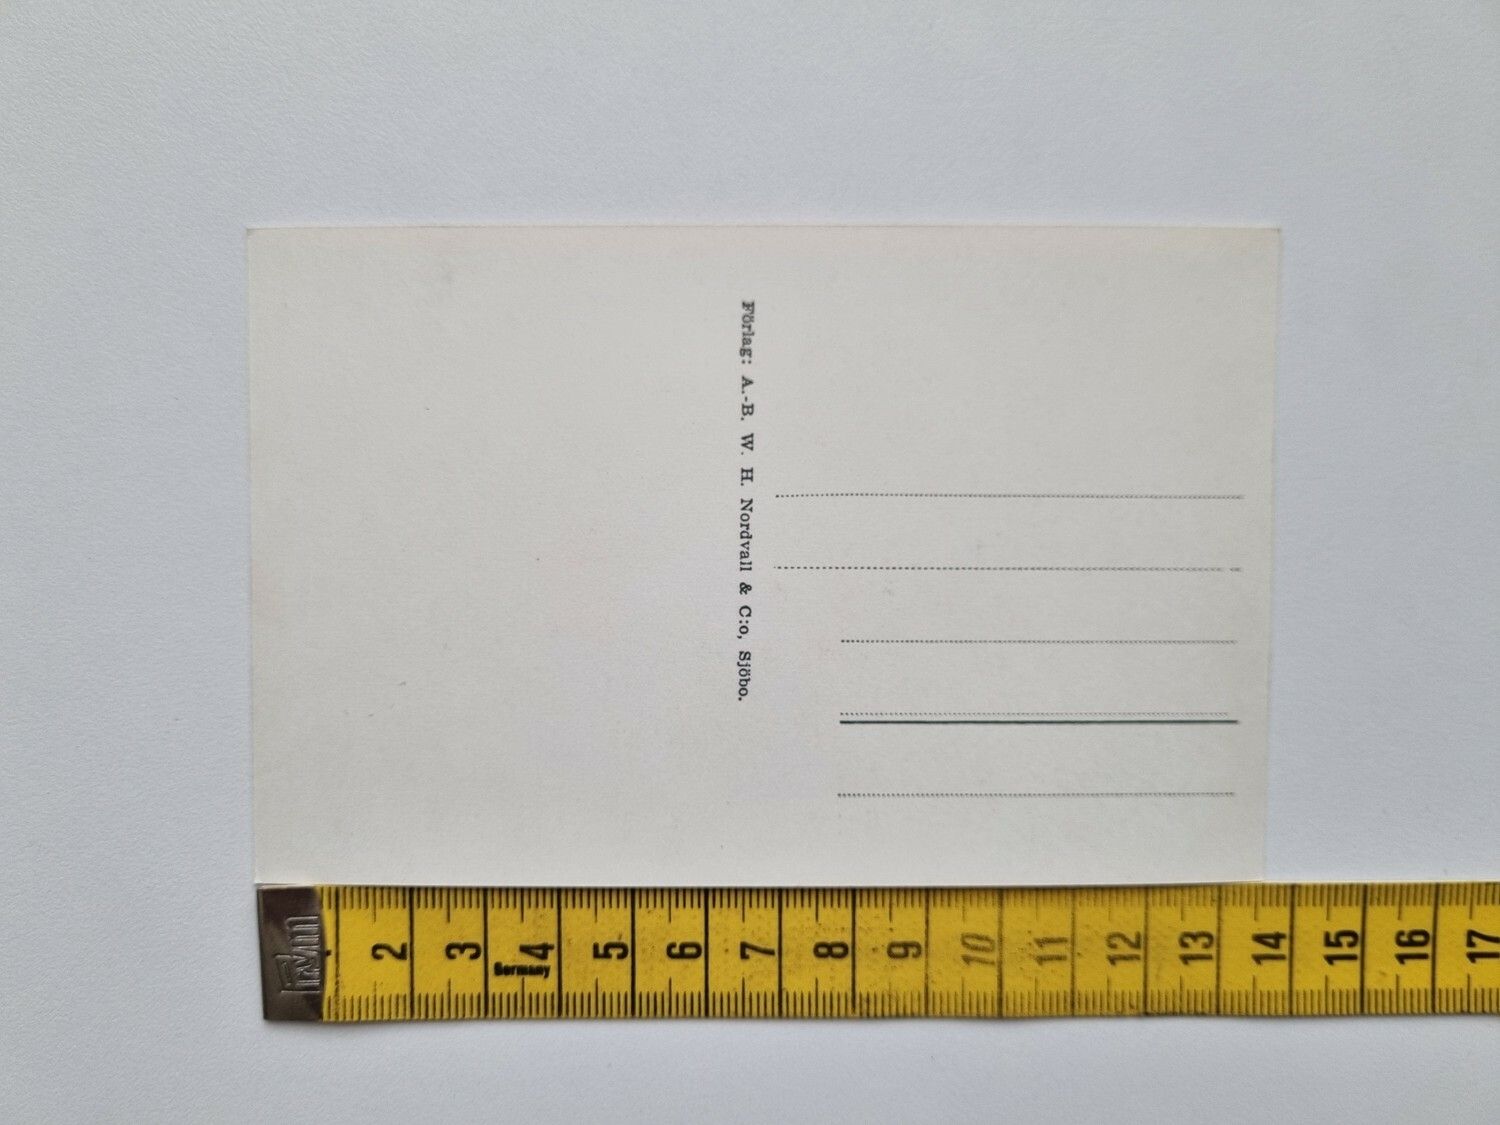 Förlag: A.-B. W. H. Nordvall & C:o, Sjöbo.
2 3 4 5 6 7 8 9 10 11 12 13 14 15 16 17
Germany